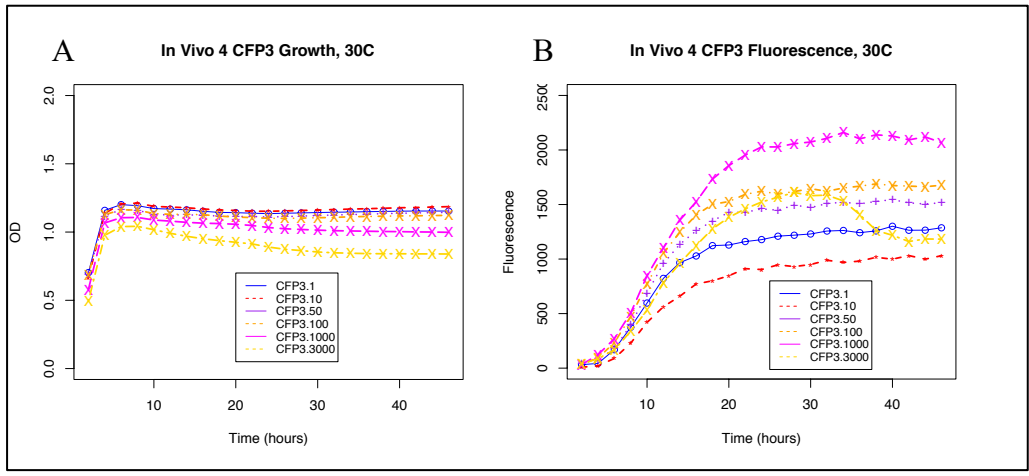 A
In Vivo 4 CFP3 Growth, 30C
OD
2.0
1.5
1.0
0.5
0.0
CFP3.1
CFP3.10
CFP3.50
CFP3.100
CFP3.1000
CFP3.3000
10
20
30
40
Time (hours)
B
In Vivo 4 CFP3 Fluorescence, 30C
Fluorescence
2500
2000
1500
1000
500
0
CFP3.1
CFP3.10
CFP3.50
CFP3.100
CFP3.1000
CFP3.3000
10
20
30
40
Time (hours)